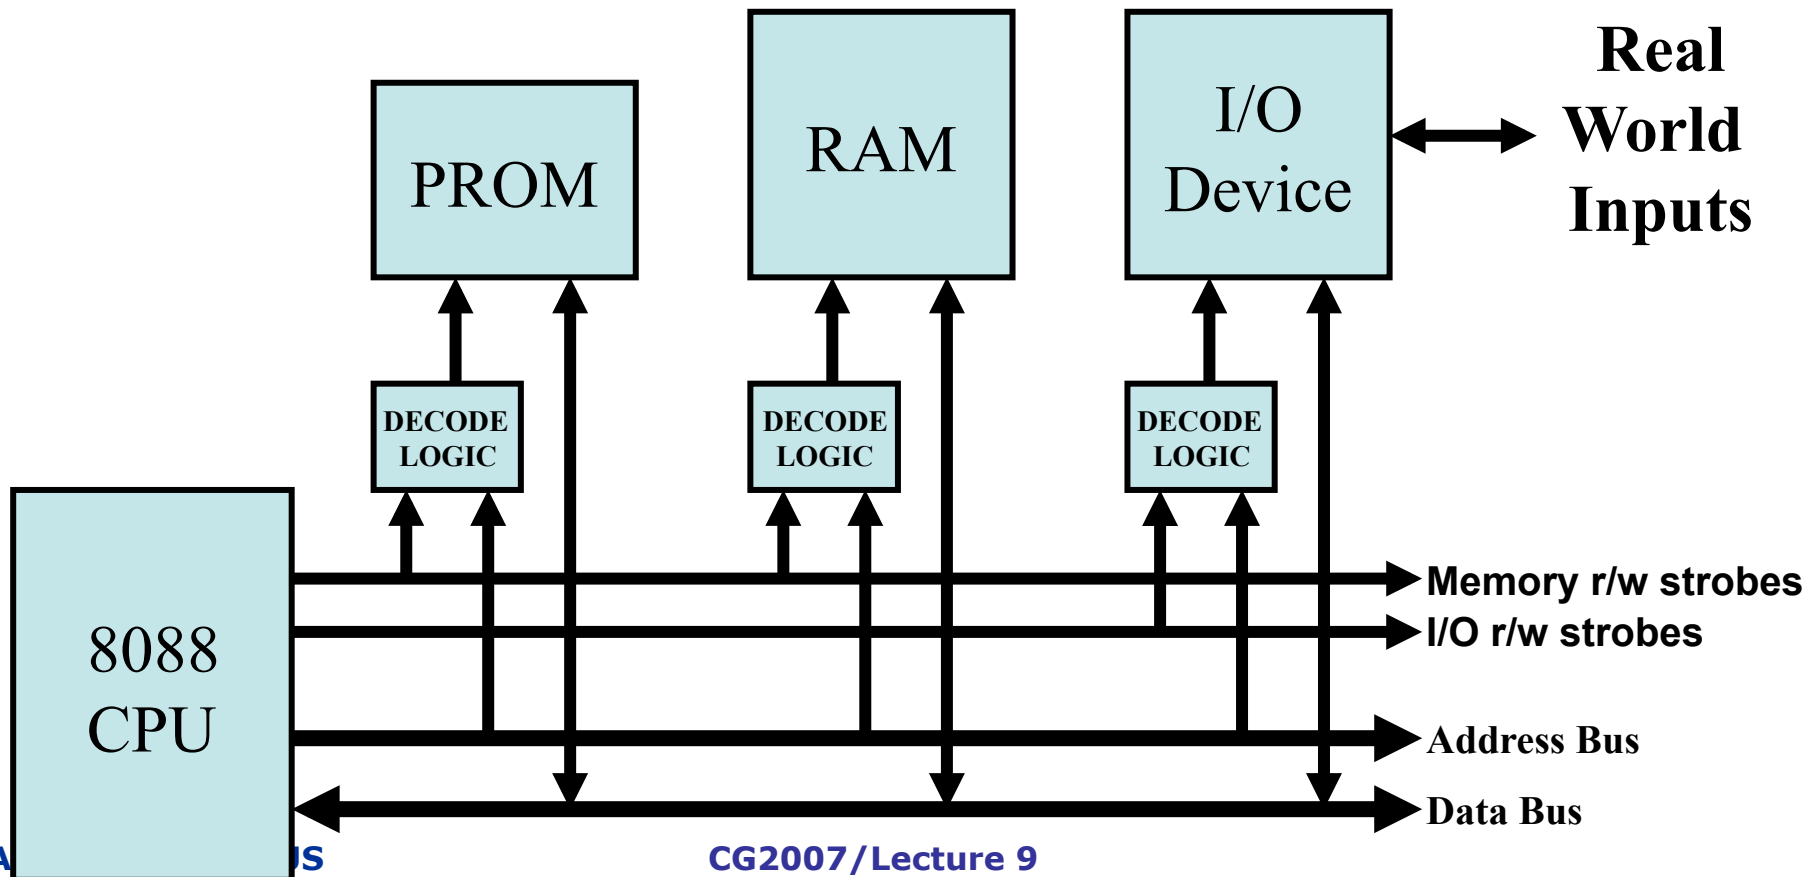 PROM
RAM
I/O
Device
Real
World
Inputs
DECODE
LOGIC
DECODE
LOGIC
DECODE
LOGIC
8088
CPU
Memory r/w strobes
I/O r/w strobes
Address Bus
Data Bus
CG2007/Lecture 9